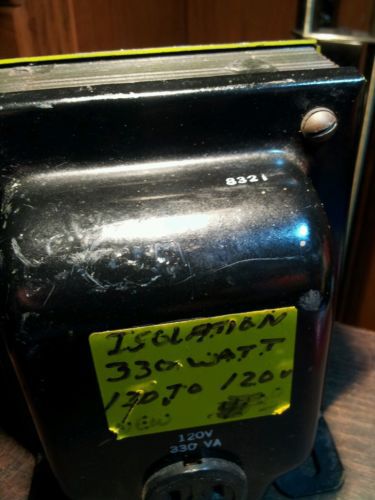 8321
ISOLATION
330 WATT
120 TO 120V
120V
330 VA